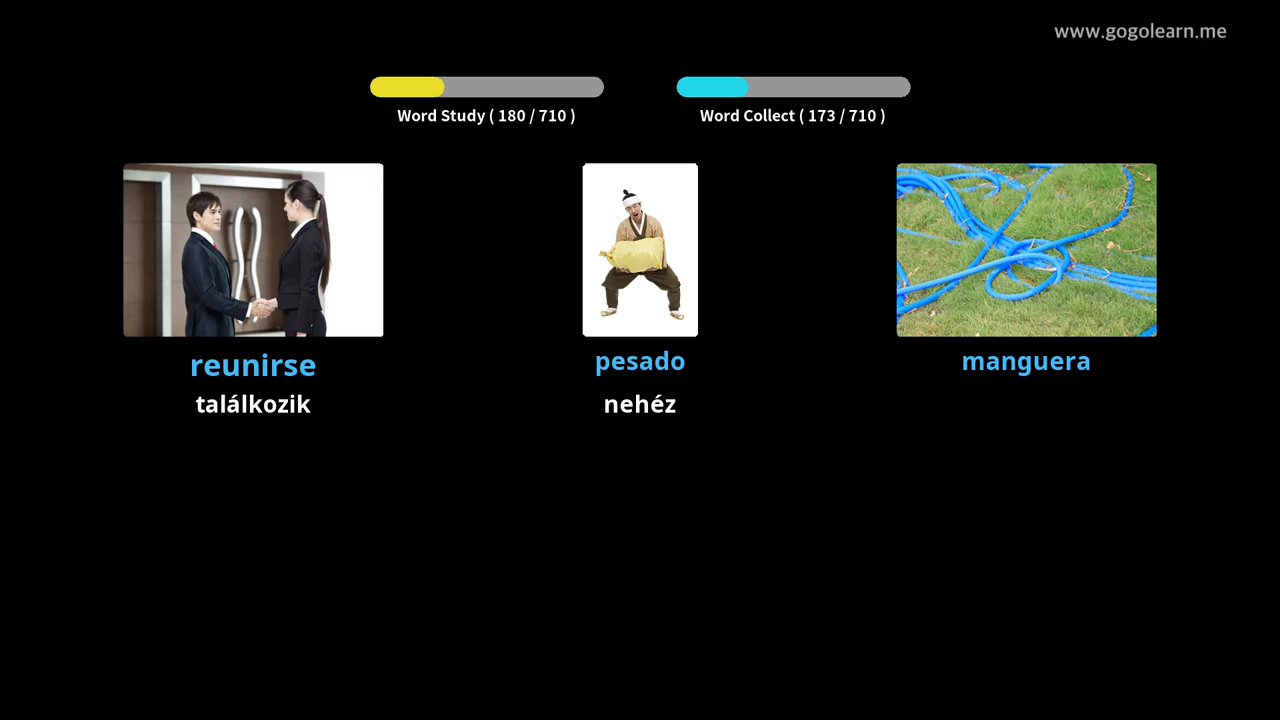 www.gogolearn.me
Word Study ( 180 / 710 )
Word Collect ( 173 / 710 )
reunirse
találkozik
pesado
nehéz
manguera